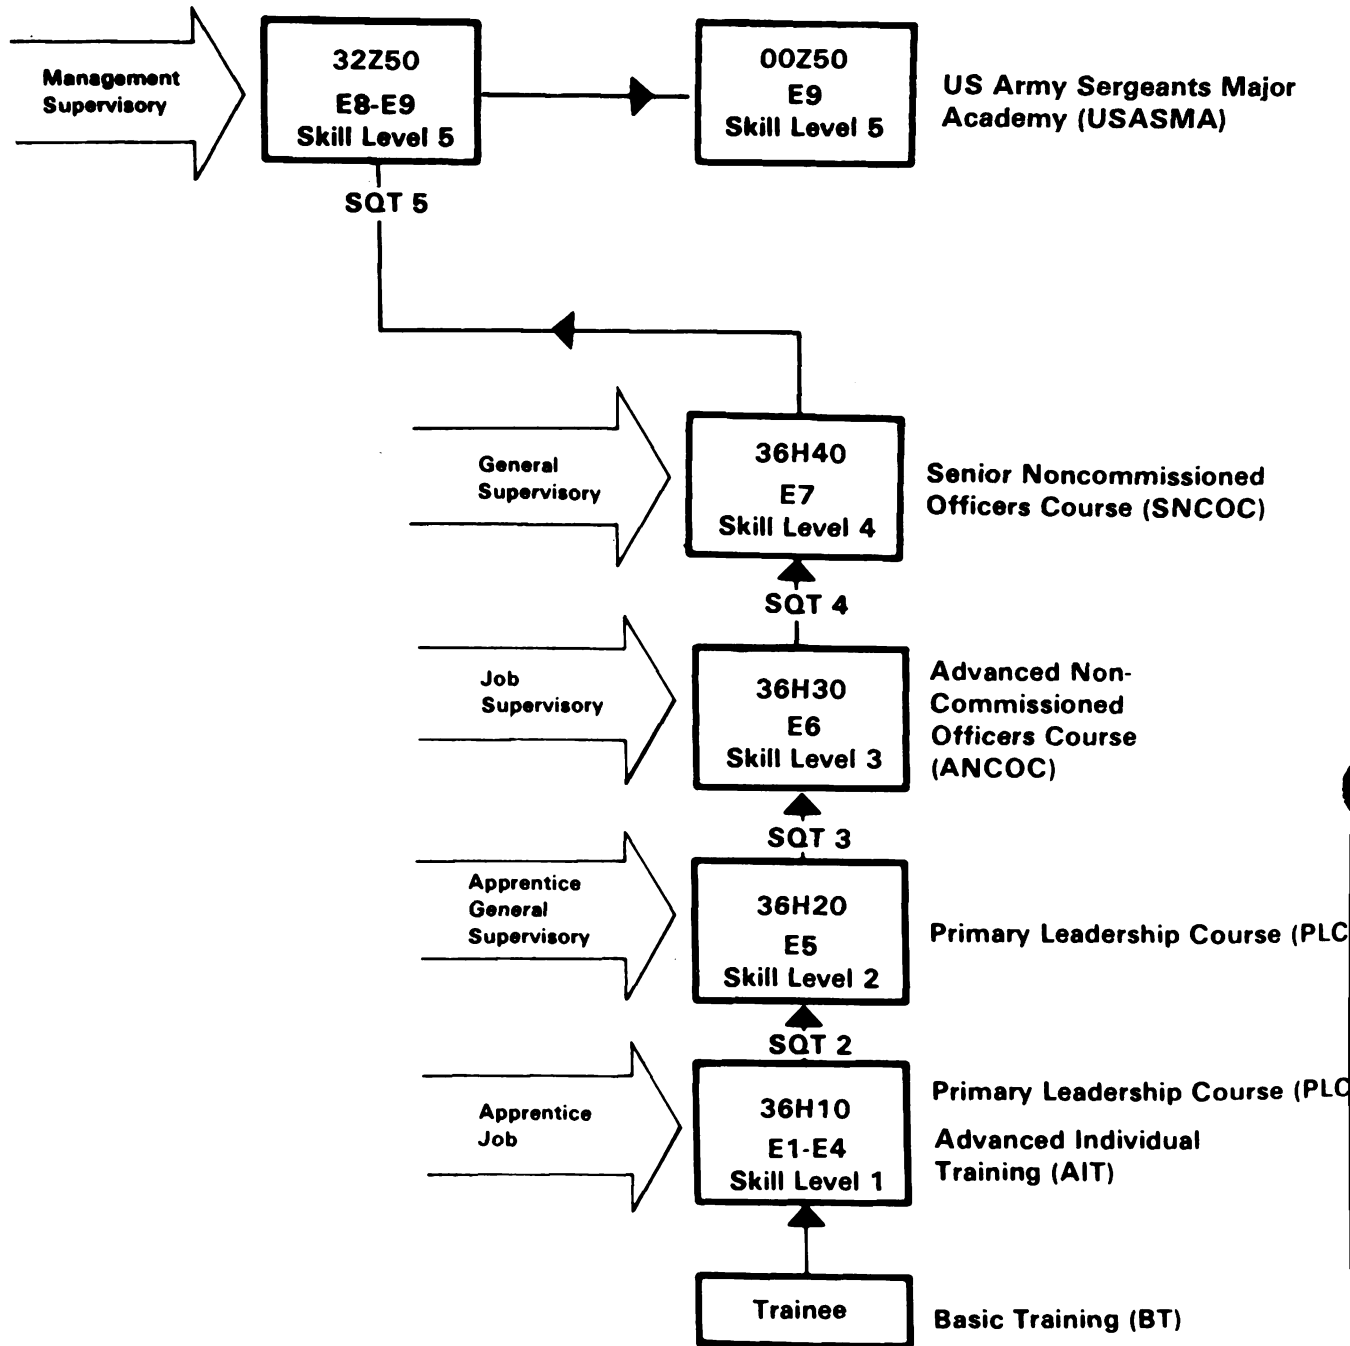 Management
Supervisory
32Z50
E8-E9
Skill Level 5
00Z50
E9
Skill Level 5
US Army Sergeants Major
Academy (USASMA)
SQT 5
General
Supervisory
36H40
E7
Skill Level 4
Senior Noncommissioned
Officers Course (SNCOC)
SQT 4
Job
Supervisory
36H30
E6
Skill Level 3
Advanced Non-
Commissioned
Officers Course
(ANCOC)
SQT 3
Apprentice
General
Supervisory
36H20
E5
Skill Level 2
Primary Leadership Course (PLC
SQT 2
Apprentice
Job
36H10
E1-E4
Skill Level 1
Primary Leadership Course (PLC
Advanced Individual
Training (AIT)
Trainee
Basic Training (BT)